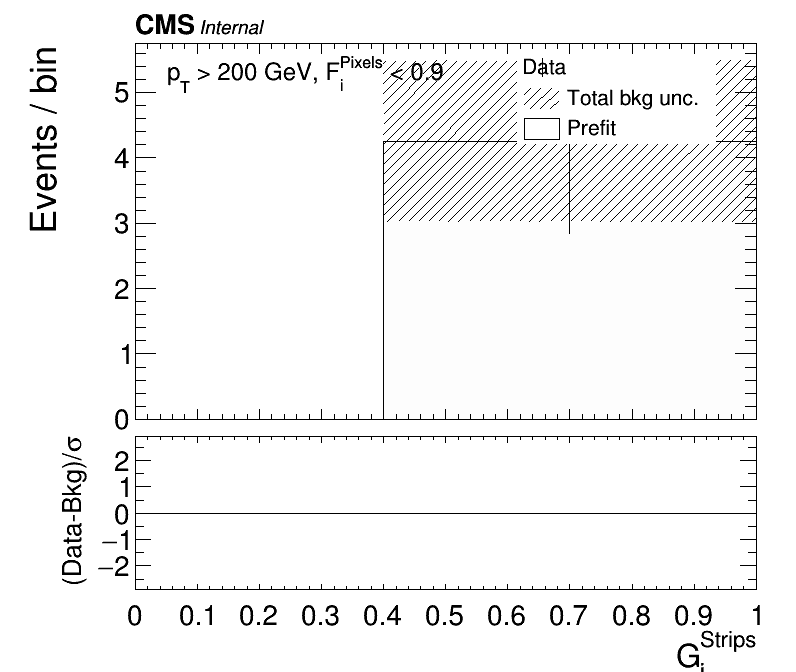 CMS Internal
p_T > 200 GeV, F_i^Pixels < 0.9
Data
Total bkg unc.
Prefit
Events / bin
5
4
3
2
1
0
(Data-Bkg)/σ
2
1
0
−1
−2
0 0.1 0.2 0.3 0.4 0.5 0.6 0.7 0.8 0.9 1
G_i^Strips